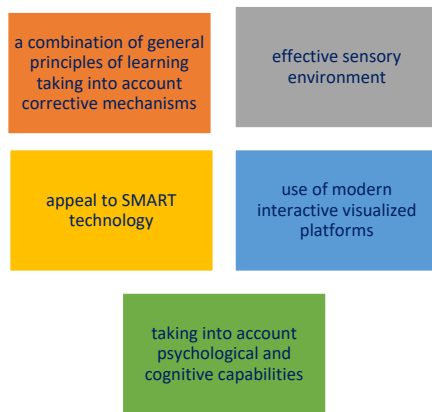 a combination of general
principles of learning
taking into account
corrective mechanisms
effective sensory
environment
appeal to SMART
technology
use of modern
interactive visualized
platforms
taking into account
psychological and
cognitive capabilities